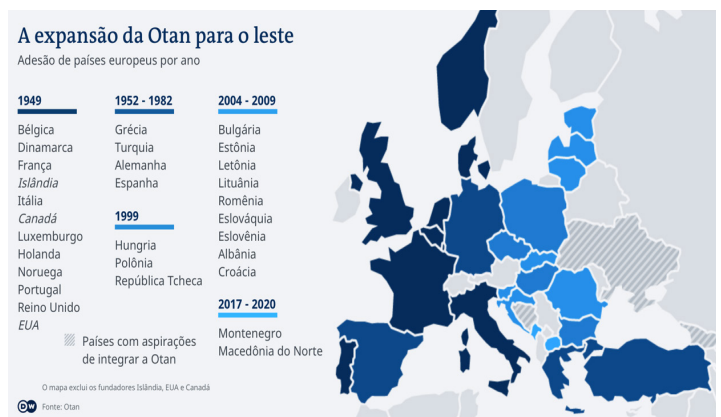 A expansão da Otan para o leste
Adesão de países europeus por ano
1949
Bélgica
Dinamarca
França
Islândia
Itália
Canadá
Luxemburgo
Holanda
Noruega
Portugal
Reino Unido
EUA
1952 - 1982
Grécia
Turquia
Alemanha
Espanha
1999
Hungria
Polônia
República Tcheca
2004 - 2009
Bulgária
Estônia
Letônia
Lituânia
Romênia
Eslováquia
Eslovênia
Albânia
Croácia
2017 - 2020
Montenegro
Macedônia do Norte
Países com aspirações
de integrar a Otan
O mapa exclui os fundadores Islândia, EUA e Canadá
DW Fonte: Otan